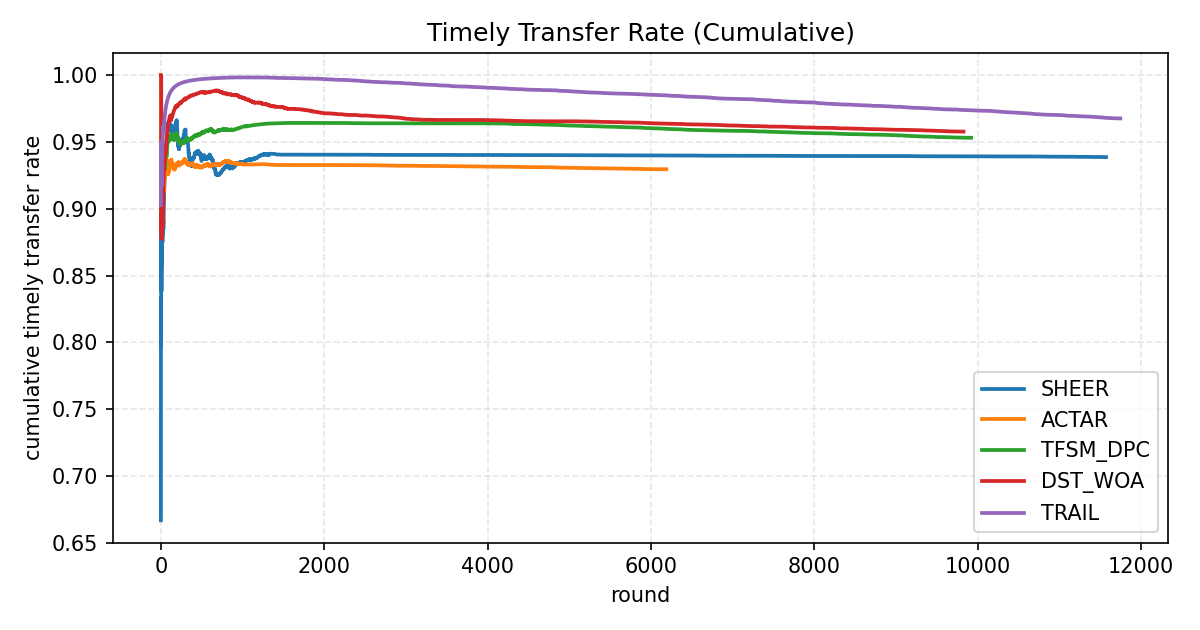 Timely Transfer Rate (Cumulative)
cumulative timely transfer rate
1.00
0.95
0.90
0.85
0.80
0.75
0.70
0.65
SHEER
ACTAR
TFSM_DPC
DST_WOA
TRAIL
0 2000 4000 6000 8000 10000 12000
round